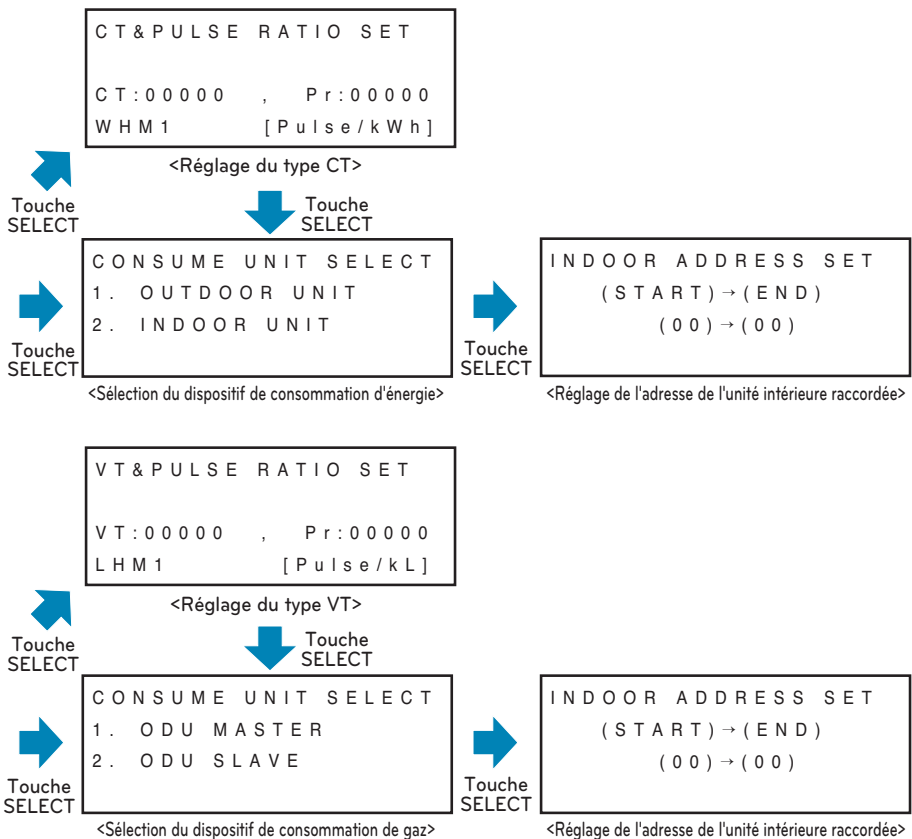 CT&PULSE RATIO SET
CT:00000 , Pr:00000
WHM1 [Pulse/kWh]
<Réglage du type CT>
Touche
SELECT
Touche
SELECT
CONSUME UNIT SELECT
1. OUTDOOR UNIT
2. INDOOR UNIT
Touche
SELECT
<Sélection du dispositif de consommation d'énergie>
Touche
SELECT
INDOOR ADDRESS SET
(START)→(END)
(00)→(00)
<Réglage de l'adresse de l'unité intérieure raccordée>
VT&PULSE RATIO SET
VT:00000 , Pr:00000
LHM1 [Pulse/kL]
<Réglage du type VT>
Touche
SELECT
Touche
SELECT
CONSUME UNIT SELECT
1. ODU MASTER
2. ODU SLAVE
Touche
SELECT
<Sélection du dispositif de consommation de gaz>
Touche
SELECT
INDOOR ADDRESS SET
(START)→(END)
(00)→(00)
<Réglage de l'adresse de l'unité intérieure raccordée>